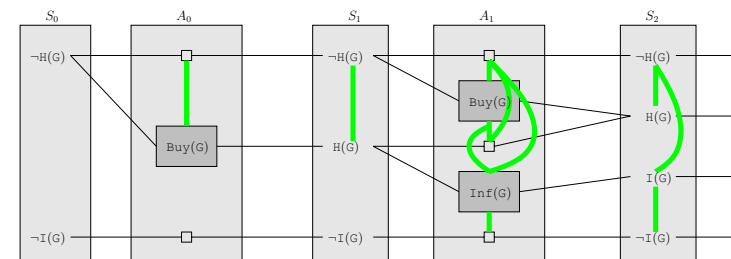 S₀ A₀ S₁ A₁ S₂
¬H(G) ¬H(G) ¬H(G)
Buy(G)
H(G)
Buy(G) H(G)
I(G)
Inf(G)
¬I(G) ¬I(G) ¬I(G)